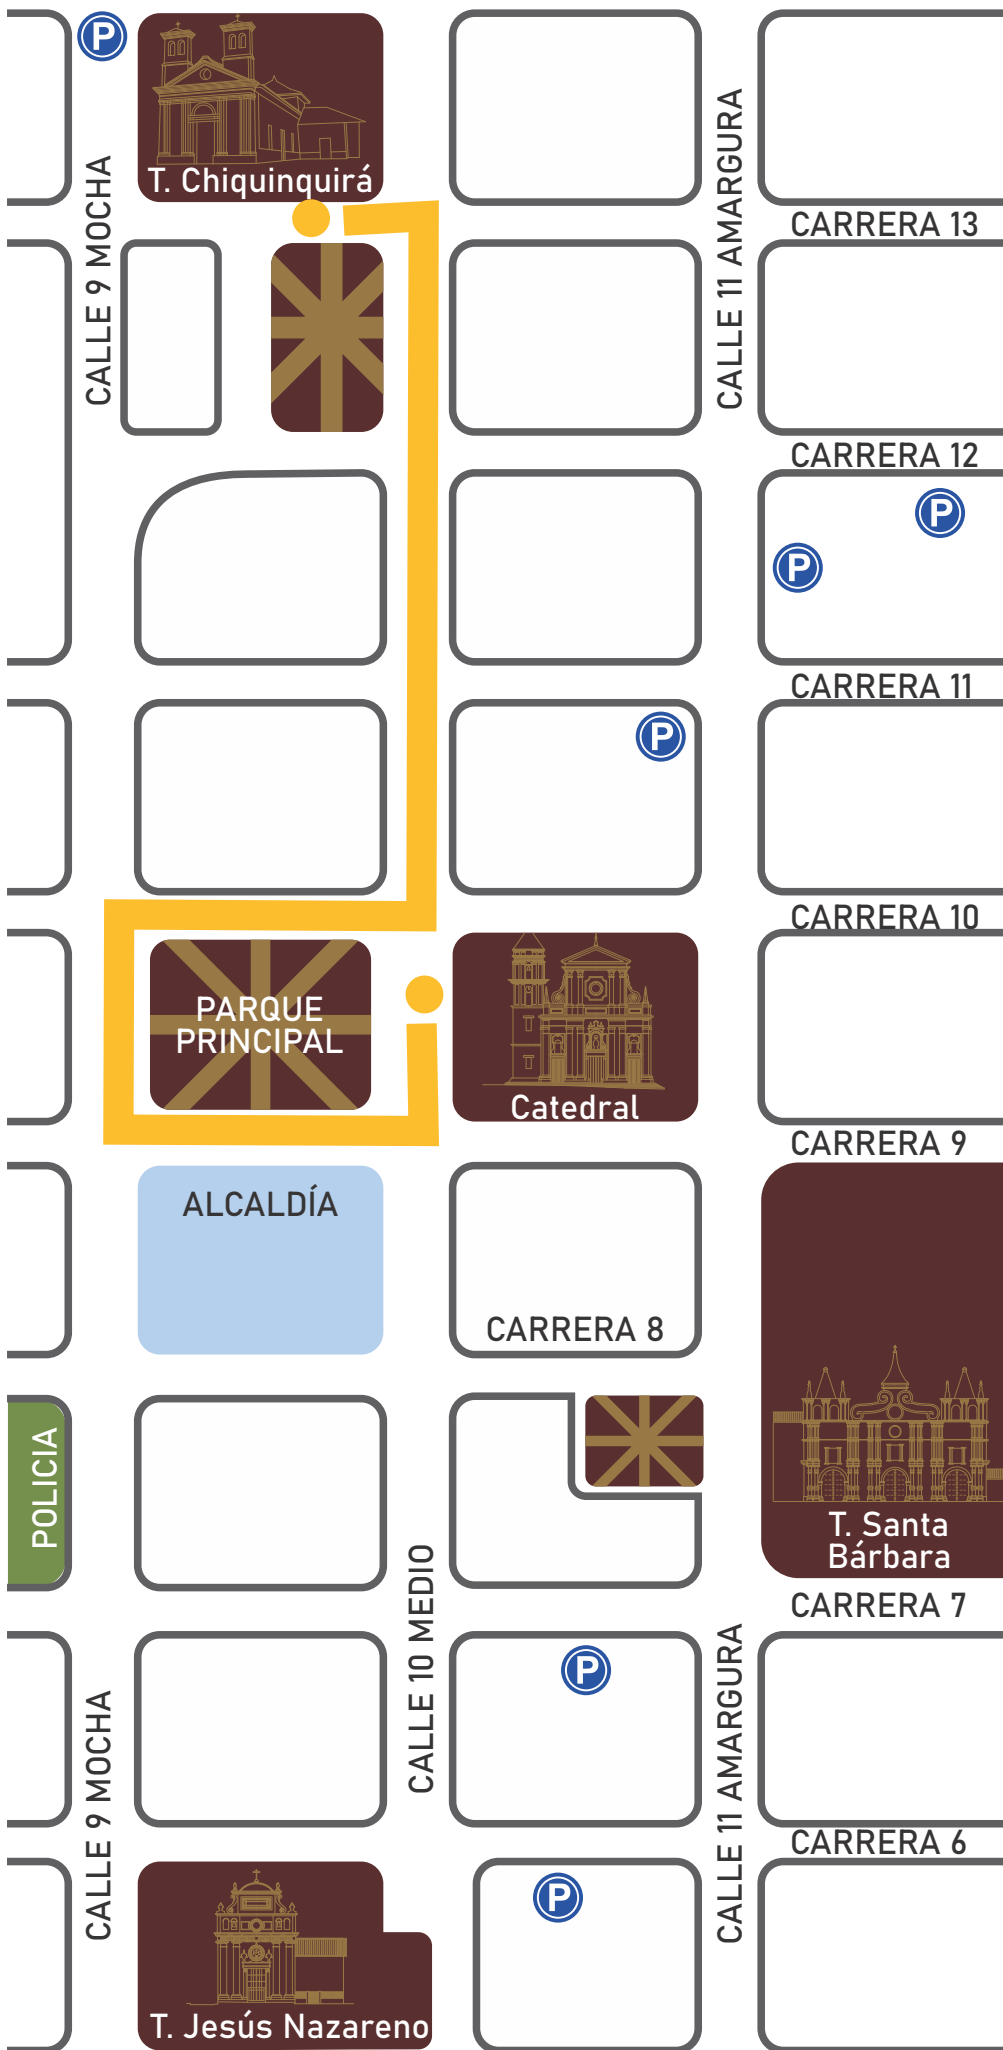 P
T. Chiquinquirá
CALLE 9 MOCHA
CALLE 11 AMARGURA
CARRERA 13
CARRERA 12
P
P
CARRERA 11
P
CARRERA 10
PARQUE
PRINCIPAL
Catedral
CARRERA 9
ALCALDÍA
CARRERA 8
POLICIA
T. Santa
Bárbara
CALLE 10 MEDIO
CARRERA 7
P
CALLE 9 MOCHA
CALLE 11 AMARGURA
CARRERA 6
P
T. Jesús Nazareno